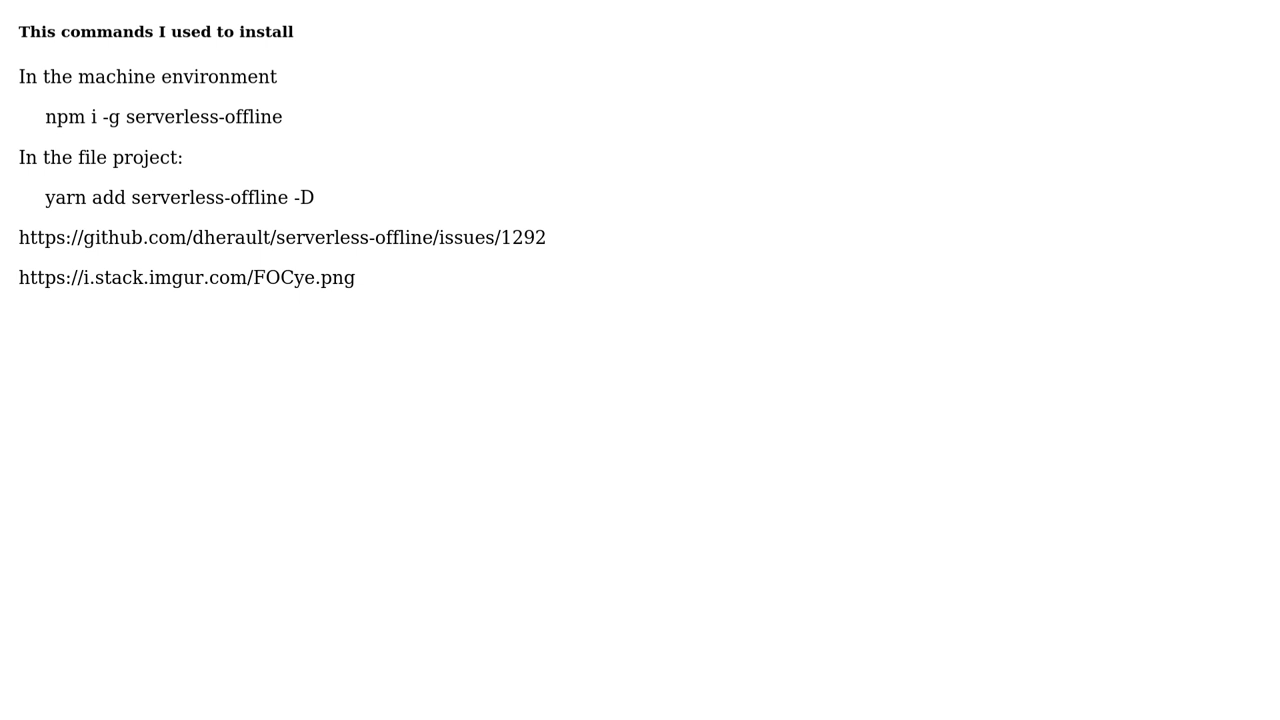 This commands I used to install
In the machine environment
npm i -g serverless-offline
In the file project:
yarn add serverless-offline -D
https://github.com/dherault/serverless-offline/issues/1292
https://i.stack.imgur.com/FOCye.png